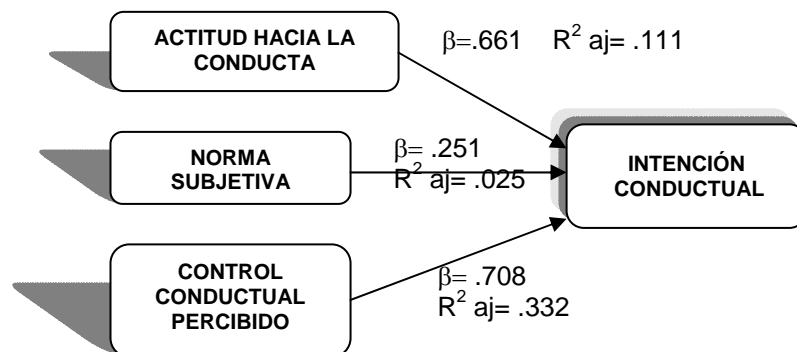 ACTITUD HACIA LA
CONDUCTA
β=.661 R² aj= .111
NORMA
SUBJETIVA
β= .251
R² aj= .025
INTENCIÓN
CONDUCTUAL
CONTROL
CONDUCTUAL
PERCIBIDO
β= .708
R² aj= .332